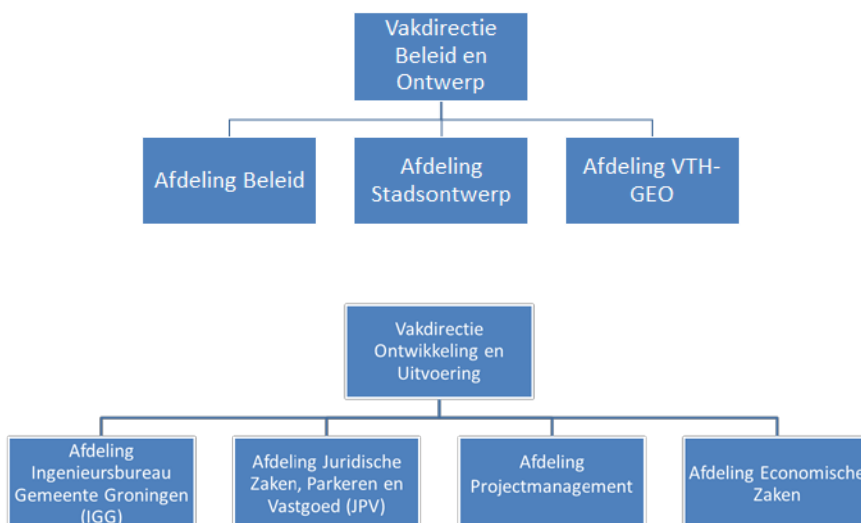 Vakdirectie
Beleid en
Ontwerp
Afdeling Beleid
Afdeling
Stadsontwerp
Afdeling VTH-
GEO
Vakdirectie
Ontwikkeling en
Uitvoering
Afdeling
Ingenieursbureau
Gemeente Groningen
(IGG)
Afdeling Juridische
Zaken, Parkeren en
Vastgoed (JPV)
Afdeling
Projectmanagement
Afdeling Economische
Zaken